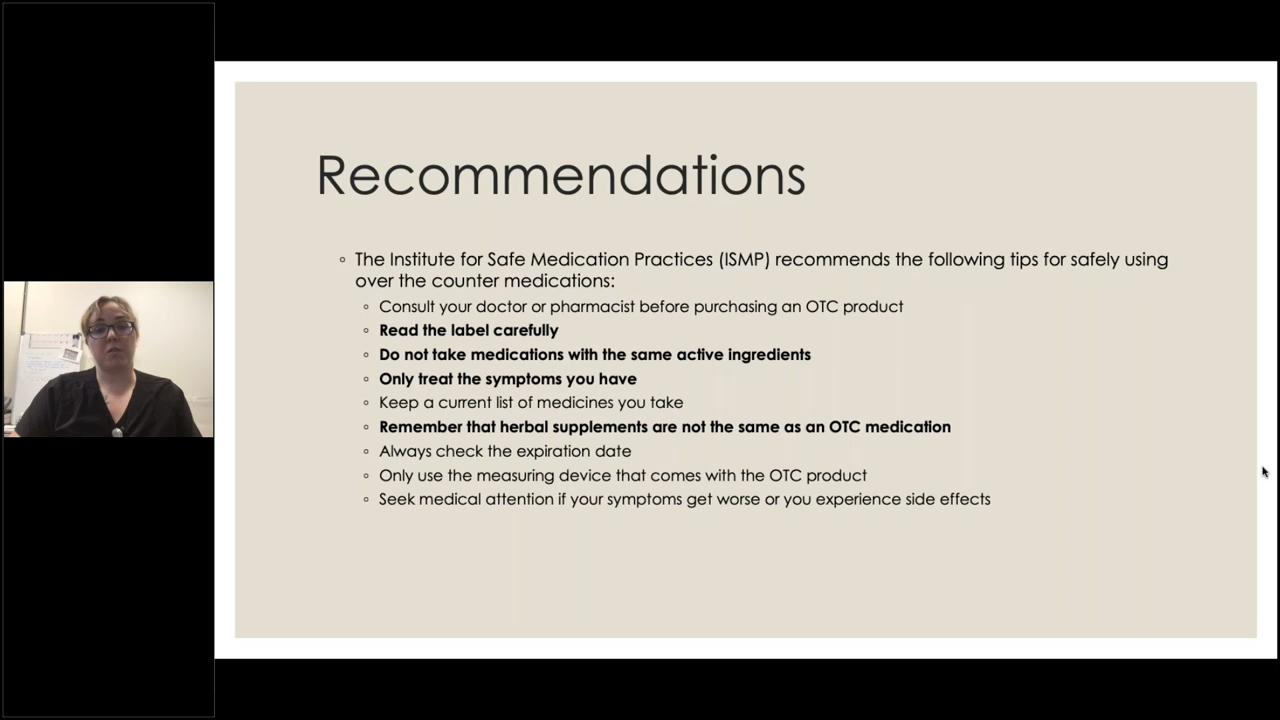 Recommendations
◦ The Institute for Safe Medication Practices (ISMP) recommends the following tips for safely using
over the counter medications:
◦ Consult your doctor or pharmacist before purchasing an OTC product
◦ Read the label carefully
◦ Do not take medications with the same active ingredients
◦ Only treat the symptoms you have
◦ Keep a current list of medicines you take
◦ Remember that herbal supplements are not the same as an OTC medication
◦ Always check the expiration date
◦ Only use the measuring device that comes with the OTC product
◦ Seek medical attention if your symptoms get worse or you experience side effects